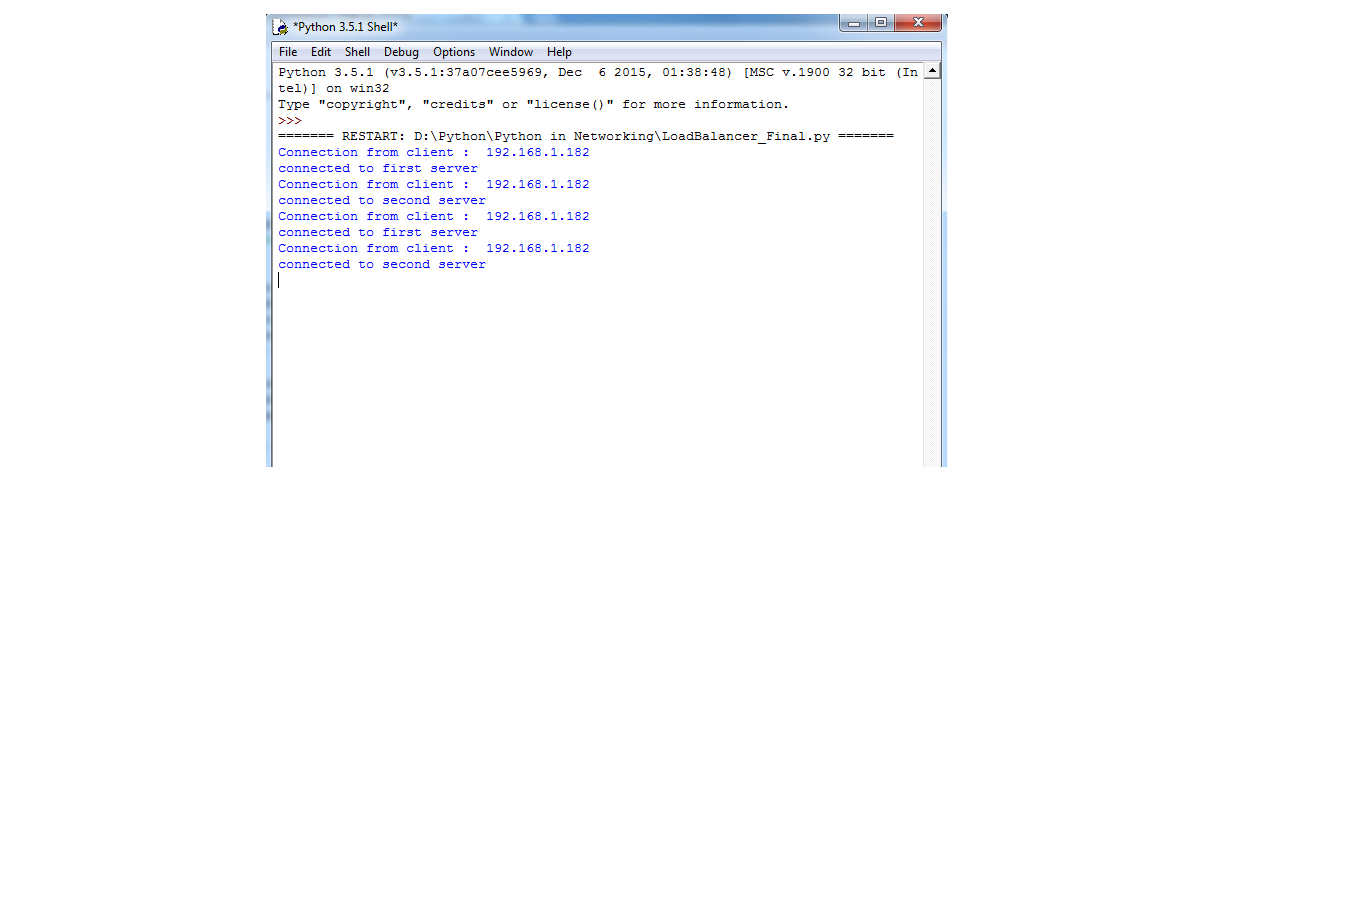 *Python 3.5.1 Shell*
File Edit Shell Debug Options Window Help
Python 3.5.1 (v3.5.1:37a07cee5969, Dec  6 2015, 01:38:48) [MSC v.1900 32 bit (In
tel)] on win32
Type "copyright", "credits" or "license()" for more information.
>>>
======= RESTART: D:\Python\Python in Networking\LoadBalancer_Final.py =======
Connection from client :  192.168.1.182
connected to first server
Connection from client :  192.168.1.182
connected to second server
Connection from client :  192.168.1.182
connected to first server
Connection from client :  192.168.1.182
connected to second server